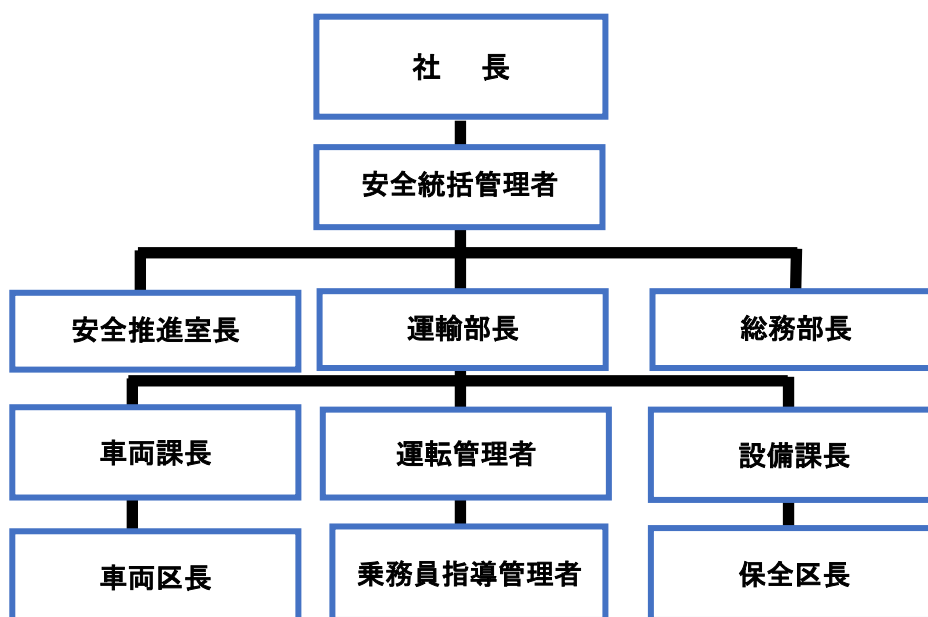 社　長
安全統括管理者
安全推進室長
運輸部長
総務部長
車両課長
運転管理者
設備課長
車両区長
乗務員指導管理者
保全区長